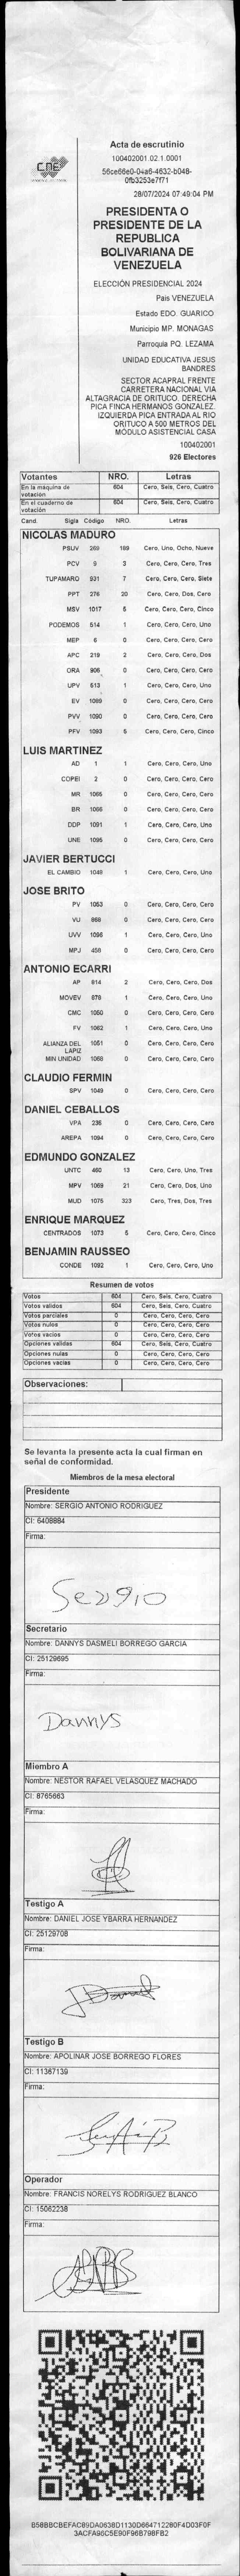 CNE
Acta de escrutinio
100402001.02.1.0001
56ce66e0-04a6-4632-b048-
0fb3253e7f71
28/07/2024 07:49:04 PM
PRESIDENTA O
PRESIDENTE DE LA
REPUBLICA
BOLIVARIANA DE
VENEZUELA
ELECCIÓN PRESIDENCIAL 2024
Pais VENEZUELA
Estado EDO. GUARICO
Municipio MP. MONAGAS
Parroquia PQ. LEZAMA
UNIDAD EDUCATIVA JESUS
BANDRES
SECTOR ACAPRAL FRENTE
CARRETERA NACIONAL VIA
ALTAGRACIA DE ORITUCO. DERECHA
PICA FINCA HERMANOS GONZALEZ.
IZQUIERDA PICA ENTRADA AL RIO
ORITUCO A 500 METROS DEL
MODULO ASISTENCIAL CASA
100402001
926 Electores
Votantes NRO. Letras
En la máquina de votación 604 Cero, Seis, Cero, Cuatro
En el cuaderno de votación 604 Cero, Seis, Cero, Cuatro
Cand Sigla Código NRO. Letras
NICOLAS MADURO
PSUV 269 189 Cero, Uno, Ocho, Nueve
PCV 9 3 Cero, Cero, Cero, Tres
TUPAMARO 931 7 Cero, Cero, Cero, Siete
PPT 276 20 Cero, Cero, Dos, Cero
MSV 1017 5 Cero, Cero, Cero, Cinco
PODEMOS 514 1 Cero, Cero, Cero, Uno
MEP 6 0 Cero, Cero, Cero, Cero
APC 219 2 Cero, Cero, Cero, Dos
ORA 906 0 Cero, Cero, Cero, Cero
UPV 513 1 Cero, Cero, Cero, Uno
EV 1089 0 Cero, Cero, Cero, Cero
PVV 1090 0 Cero, Cero, Cero, Cero
PFV 1093 5 Cero, Cero, Cero, Cinco
LUIS MARTINEZ
AD 1 1 Cero, Cero, Cero, Uno
COPEI 2 0 Cero, Cero, Cero, Cero
MR 1065 0 Cero, Cero, Cero, Cero
BR 1066 0 Cero, Cero, Cero, Cero
DDP 1091 1 Cero, Cero, Cero, Uno
UNE 1095 0 Cero, Cero, Cero, Cero
JAVIER BERTUCCI
EL CAMBIO 1048 1 Cero, Cero, Cero, Uno
JOSE BRITO
PV 1053 0 Cero, Cero, Cero, Cero
VU 868 0 Cero, Cero, Cero, Cero
UVV 1096 1 Cero, Cero, Cero, Uno
MPJ 458 0 Cero, Cero, Cero, Cero
ANTONIO ECARRI
AP 814 2 Cero, Cero, Cero, Dos
MOVEV 878 1 Cero, Cero, Cero, Uno
CMC 1050 0 Cero, Cero, Cero, Cero
FV 1062 1 Cero, Cero, Cero, Uno
ALIANZA DEL LAPIZ 1051 0 Cero, Cero, Cero, Cero
MIN UNIDAD 1068 0 Cero, Cero, Cero, Cero
CLAUDIO FERMIN
SPV 1049 0 Cero, Cero, Cero, Cero
DANIEL CEBALLOS
VPA 236 0 Cero, Cero, Cero, Cero
AREPA 1094 0 Cero, Cero, Cero, Cero
EDMUNDO GONZALEZ
UNTC 460 13 Cero, Cero, Uno, Tres
MPV 1069 21 Cero, Cero, Dos, Uno
MUD 1075 323 Cero, Tres, Dos, Tres
ENRIQUE MARQUEZ
CENTRADOS 1073 5 Cero, Cero, Cero, Cinco
BENJAMIN RAUSSEO
CONDE 1092 1 Cero, Cero, Cero, Uno
Resumen de votos
Votos 604 Cero, Seis, Cero, Cuatro
Votos validos 604 Cero, Seis, Cero, Cuatro
Votos parciales 0 Cero, Cero, Cero, Cero
Votos nulos 0 Cero, Cero, Cero, Cero
Votos vacios 0 Cero, Cero, Cero, Cero
Opciones validas 604 Cero, Seis, Cero, Cuatro
Opciones nulas 0 Cero, Cero, Cero, Cero
Opciones vacias 0 Cero, Cero, Cero, Cero
Observaciones:
Se levanta la presente acta la cual firman en
señal de conformidad.
Miembros de la mesa electoral
Presidente
Nombre: SERGIO ANTONIO RODRIGUEZ
CI: 6408884
Firma:
Sergio
Secretario
Nombre: DANNYS DASMELI BORREGO GARCIA
CI: 25129695
Firma:
Dannys
Miembro A
Nombre: NESTOR RAFAEL VELASQUEZ MACHADO
CI: 8765663
Firma:
Testigo A
Nombre: DANIEL JOSE YBARRA HERNANDEZ
CI: 25129708
Firma:
Testigo B
Nombre: APOLINAR JOSE BORREGO FLORES
CI: 11367139
Firma:
Operador
Nombre: FRANCIS NORELYS RODRIGUEZ BLANCO
CI: 15062238
Firma:
B58BBCBEFAC89DA0638D1130D664712280F4D03F0F
3ACFA96C5E90F96B798FB2